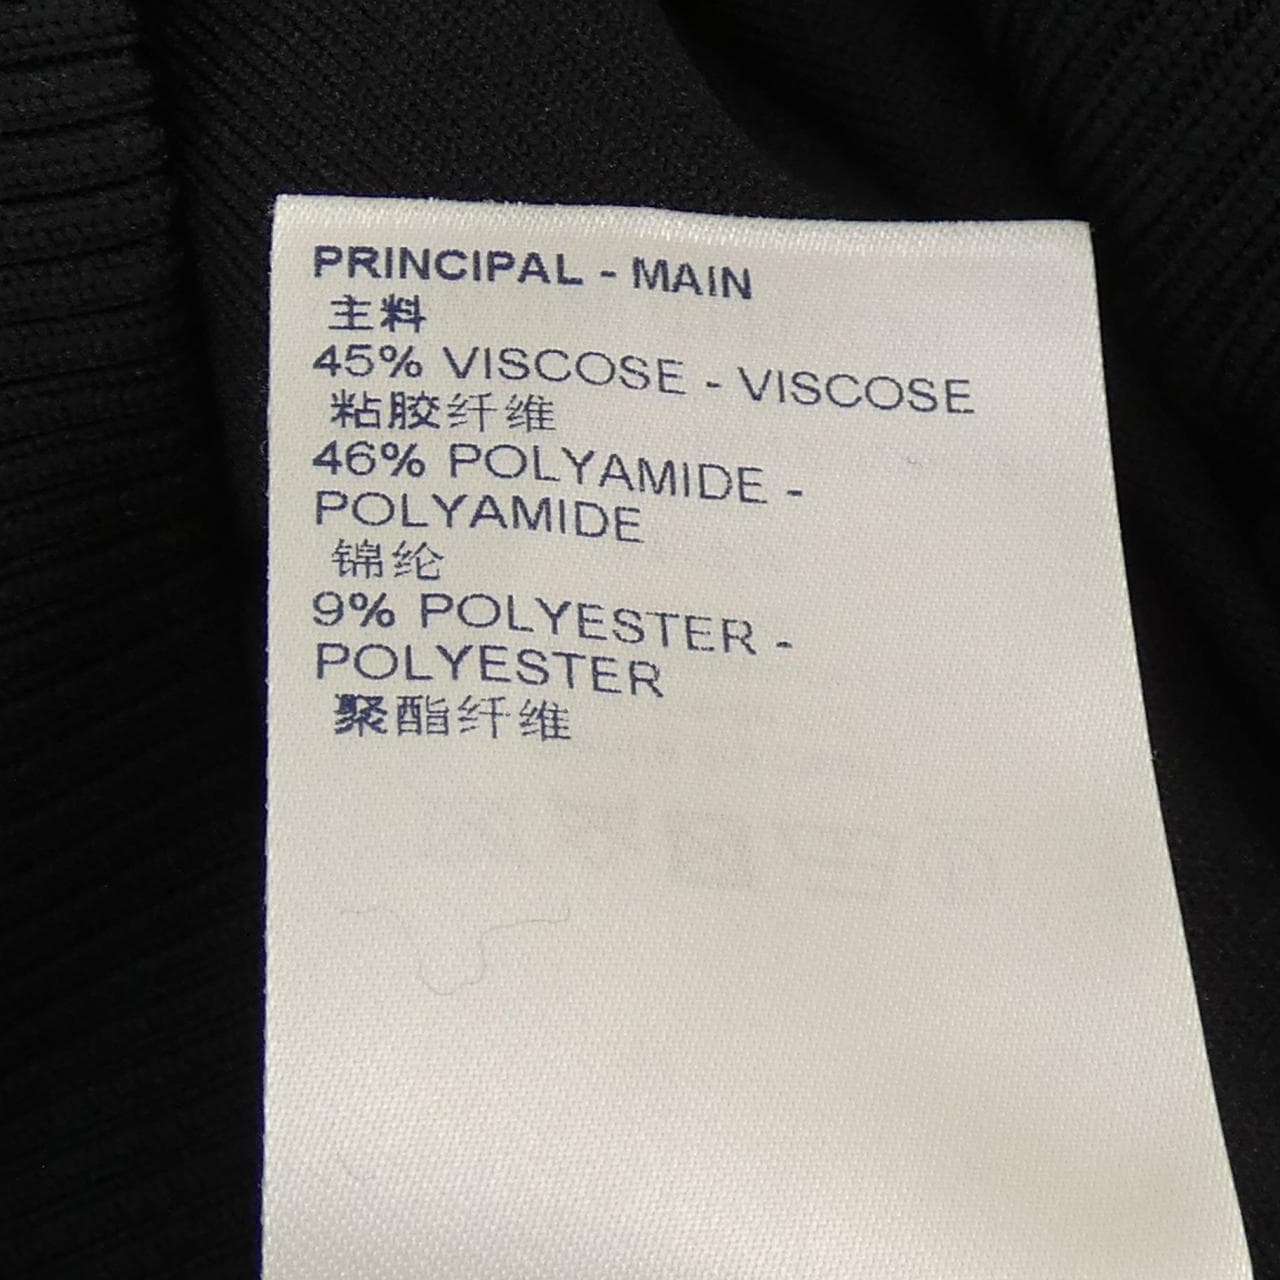 PRINCIPAL - MAIN
主料
45% VISCOSE - VISCOSE
粘胶纤维
46% POLYAMIDE -
POLYAMIDE
锦纶
9% POLYESTER -
POLYESTER
聚酯纤维